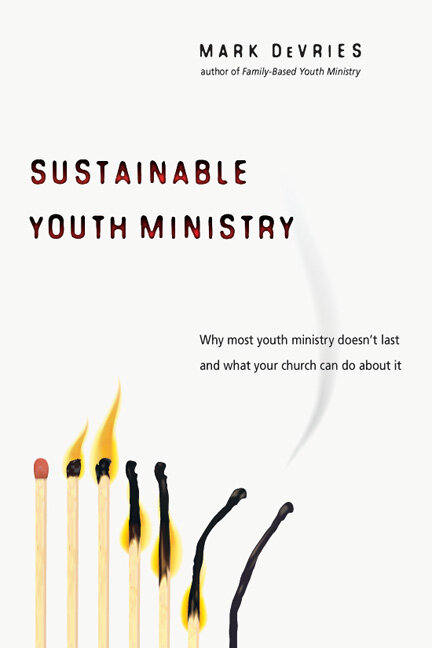 MARK DEVRIES
author of Family-Based Youth Ministry
SUSTAINABLE
YOUTH MINISTRY
Why most youth ministry doesn't last
and what your church can do about it